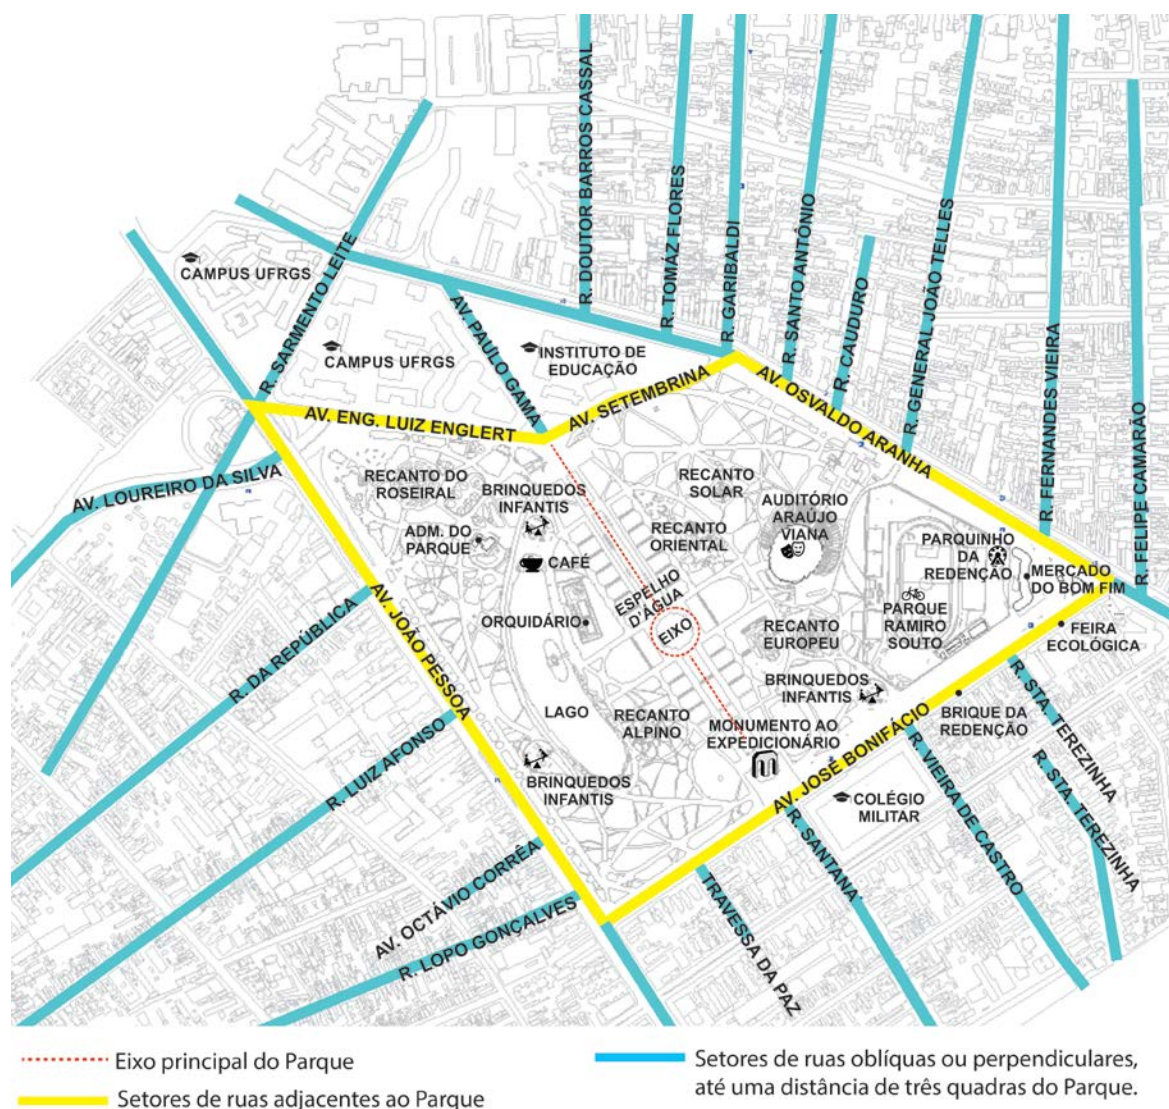 R. DOUTOR BARROS CASSAL
R. TOMAZ FLORES
R. GARIBALDI
R. SANTO ANTÔNIO
R. CAUDURO
R. GENERAL JOÃO TELLES
R. FERNANDES VIEIRA
R. FELIPE CAMARÃO
CAMPUS UFRGS
R. SARMENTO LEITE
CAMPUS UFRGS
AV. PAULO GAMA
INSTITUTO DE
EDUCAÇÃO
AV. ENG. LUIZ ENGLERT
AV. SETEMBRINA
AV. OSVALDO ARANHA
AV. LOUREIRO DA SILVA
RECANTO DO
ROSEIRAL
BRINQUEDOS
INFANTIS
RECANTO
SOLAR
AUDITÓRIO
ARAÚJO
VIANA
ADM. DO
PARQUE
CAFÉ
RECANTO
ORIENTAL
PARQUINHO
DA
REDENÇÃO
MERCADO
DO BOM FIM
ESPELHO
D'ÁGUA
ORQUIDÁRIO
EIXO
RECANTO
EUROPEU
PARQUE
RAMIRO
SOUTO
FEIRA
ECOLÓGICA
AV. JOÃO PESSOA
R. DA REPÚBLICA
R. LUIZ AFONSO
LAGO
RECANTO
ALPINO
BRINQUEDOS
INFANTIS
MONUMENTO AO
EXPEDICIONÁRIO
BRIQUE DA
REDENÇÃO
BRINQUEDOS
INFANTIS
AV. JOSÉ BONIFÁCIO
COLÉGIO
MILITAR
R. STA. TEREZINHA
R. STA. TEREZINHA
R. VIEIRA DE CASTRO
R. SANTANA
TRAVESSA DA PAZ
AV. OCTÁVIO CORRÊA
R. LOPO GONÇALVES
Eixo principal do Parque
Setores de ruas adjacentes ao Parque
Setores de ruas oblíquas ou perpendiculares,
até uma distância de três quadras do Parque.